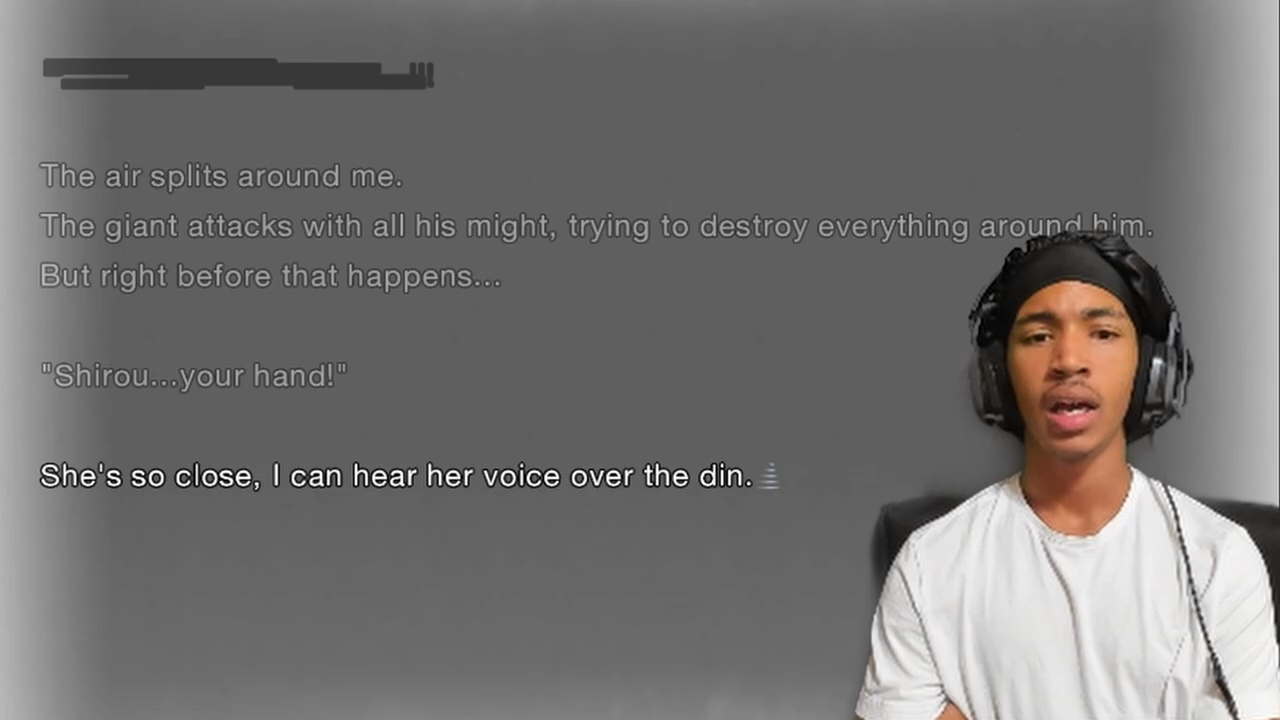 The air splits around me.
The giant attacks with all his might, trying to destroy everything around him.
But right before that happens...
"Shirou...your hand!"
She's so close, I can hear her voice over the din.